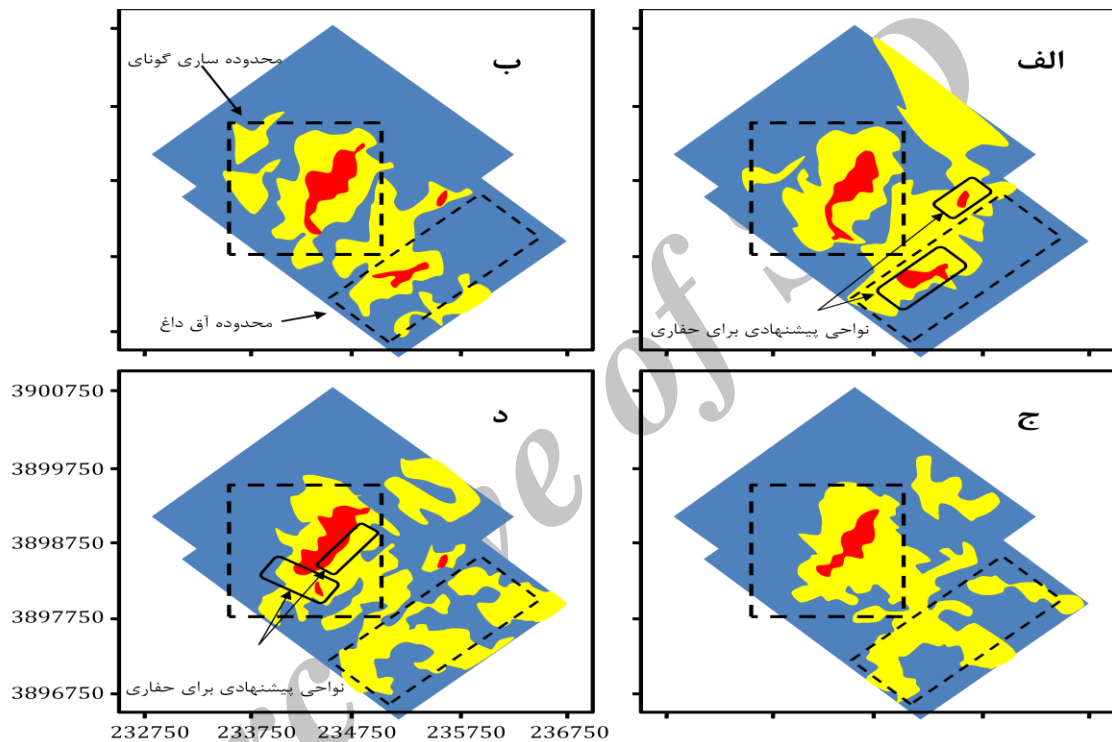 الف
نواحی پیشنهادی برای حفاری
ب
محدوده ساری گونای
محدوده آق داغ
ج
د
نواحی پیشنهادی برای حفاری
3900750
3899750
3898750
3897750
3896750
232750 233750 234750 235750 236750
of